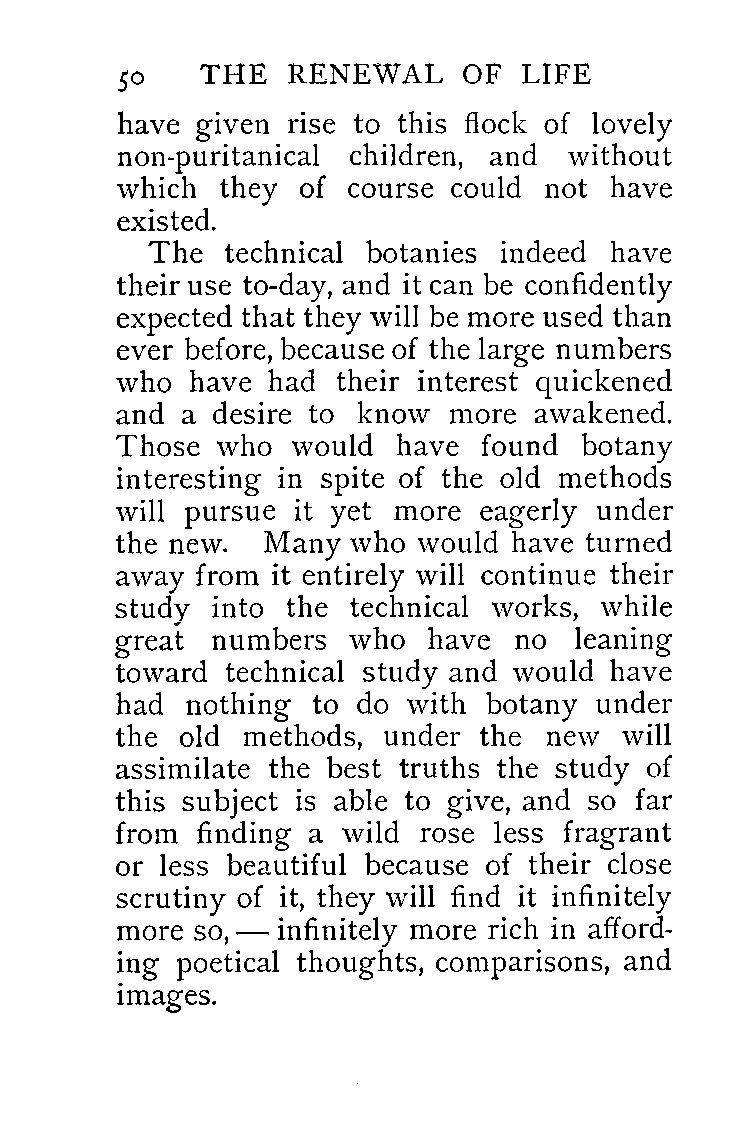 50 THE RENEWAL OF LIFE
have given rise to this flock of lovely
non-puritanical children, and without
which they of course could not have
existed.
The technical botanies indeed have
their use to-day, and it can be confidently
expected that they will be more used than
ever before, because of the large numbers
who have had their interest quickened
and a desire to know more awakened.
Those who would have found botany
interesting in spite of the old methods
will pursue it yet more eagerly under
the new. Many who would have turned
away from it entirely will continue their
study into the technical works, while
great numbers who have no leaning
toward technical study and would have
had nothing to do with botany under
the old methods, under the new will
assimilate the best truths the study of
this subject is able to give, and so far
from finding a wild rose less fragrant
or less beautiful because of their close
scrutiny of it, they will find it infinitely
more so, — infinitely more rich in afford-
ing poetical thoughts, comparisons, and
images.